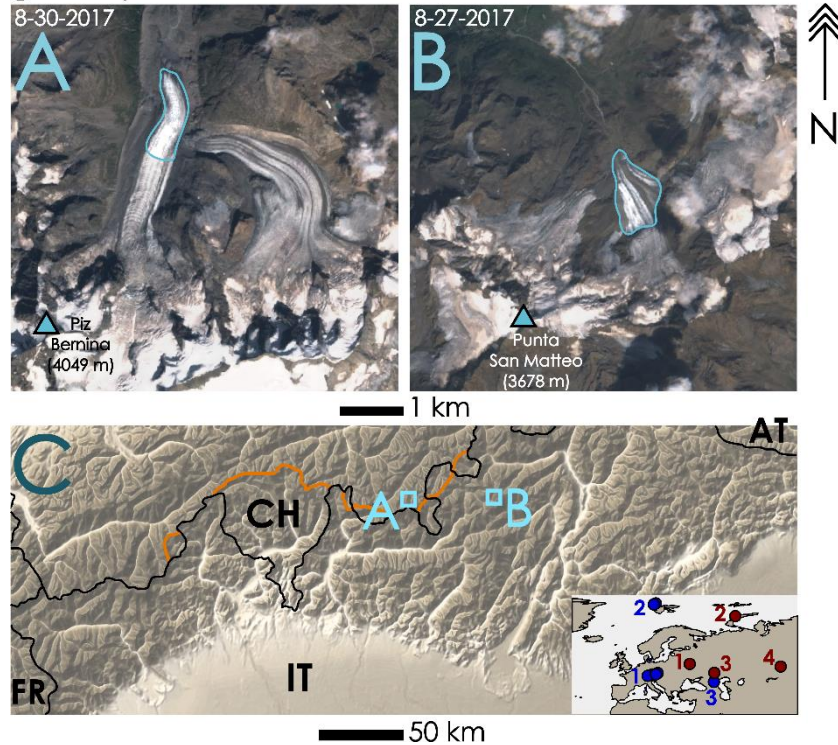 8-30-2017
A
Piz
Bernina
(4049 m)
8-27-2017
B
Punta
San Matteo
(3678 m)
N
1 km
C
AT
CH
A
B
FR
IT
2
2
1
1
3
3
4
50 km